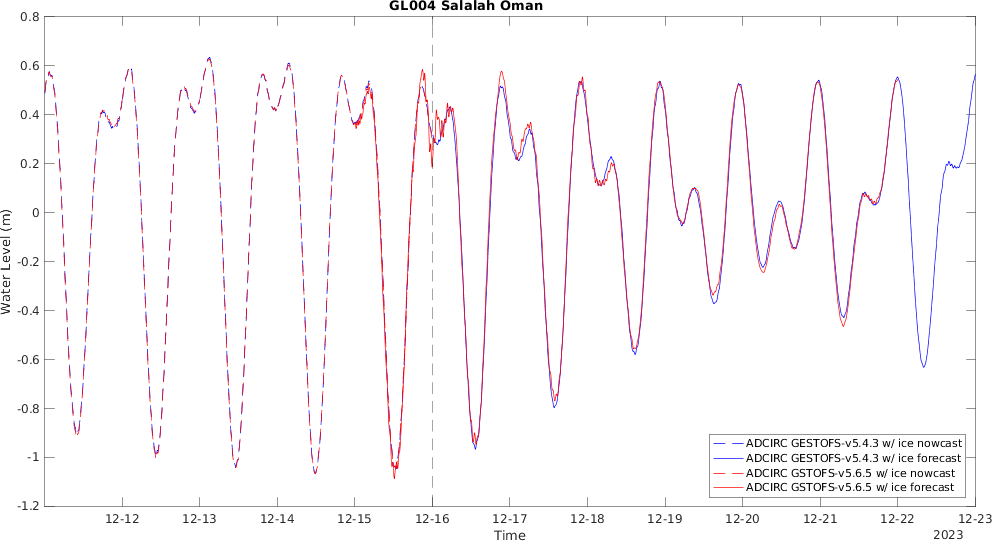 GL004 Salalah Oman
0.8
0.6
0.4
0.2
0
-0.2
-0.4
-0.6
-0.8
-1
-1.2
Water Level (m)
ADCIRC GESTOFS-v5.4.3 w/ ice nowcast
ADCIRC GESTOFS-v5.4.3 w/ ice forecast
ADCIRC GSTOFS-v5.6.5 w/ ice nowcast
ADCIRC GSTOFS-v5.6.5 w/ ice forecast
12-12 12-13 12-14 12-15 12-16 12-17 12-18 12-19 12-20 12-21 12-22 12-23
Time
2023